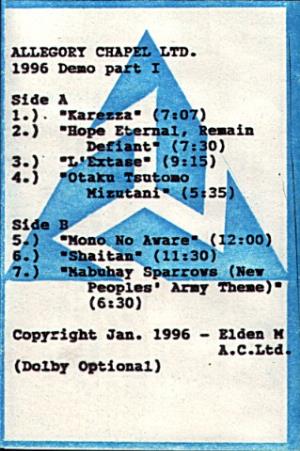 ALLEGORY CHAPEL LTD.
1996 Demo part I
Side A
1.) "Karezza" (7:07)
2.) "Hope Eternal, Remain
Defiant" (7:30)
3.) "L'Extase" (9:15)
4.) "Otaku Tsutomo
Mizutani" (5:35)
Side B
5.) "Mono No Aware" (12:00)
6.) "Shaitan" (11:30)
7.) "Mabuhay Sparrows (New
Peoples' Army Theme)"
(6:30)
Copyright Jan. 1996 - Elden M
A.C.Ltd.
(Dolby Optional)